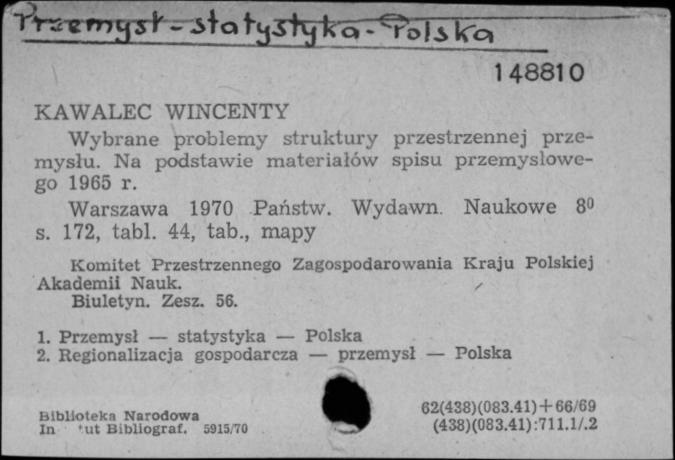 Przemysł - statystyka - Polska
148810
KAWALEC WINCENTY
Wybrane problemy struktury przestrzennej prze-
mysłu. Na podstawie materiałów spisu przemysłowe-
go 1965 r.
Warszawa 1970 Państw. Wydawn. Naukowe 8⁰
s. 172, tabl. 44, tab., mapy
Komitet Przestrzennego Zagospodarowania Kraju Polskiej
Akademii Nauk.
Biuletyn. Zesz. 56.
1. Przemysł — statystyka — Polska
2. Regionalizacja gospodarcza — przemysł — Polska
62(438)(083.41)+66/69
Biblioteka Narodowa
(438)(083.41):711.1/.2
In ut Bibliograf. 5915/70